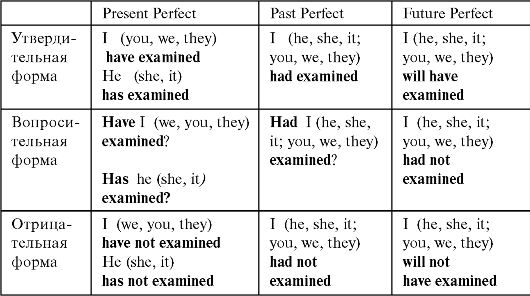 Present Perfect Past Perfect Future Perfect
Утверди-
тельная
форма
I (you, we, they)
have examined
He (she, it)
has examined
I (he, she, it;
you, we, they)
had examined
I (he, she, it;
you, we, they)
will have
examined
Вопроси-
тельная
форма
Have I (we, you, they)
examined?
Has he (she, it)
examined?
Had I (he, she,
it; you, we, they)
examined?
I (he, she, it;
you, we, they)
had not
examined
Отрица-
тельная
форма
I (we, you, they)
have not examined
He (she, it)
has not examined
I (he, she, it;
you, we, they)
had not
examined
I (he, she, it;
you, we, they)
will not
have examined